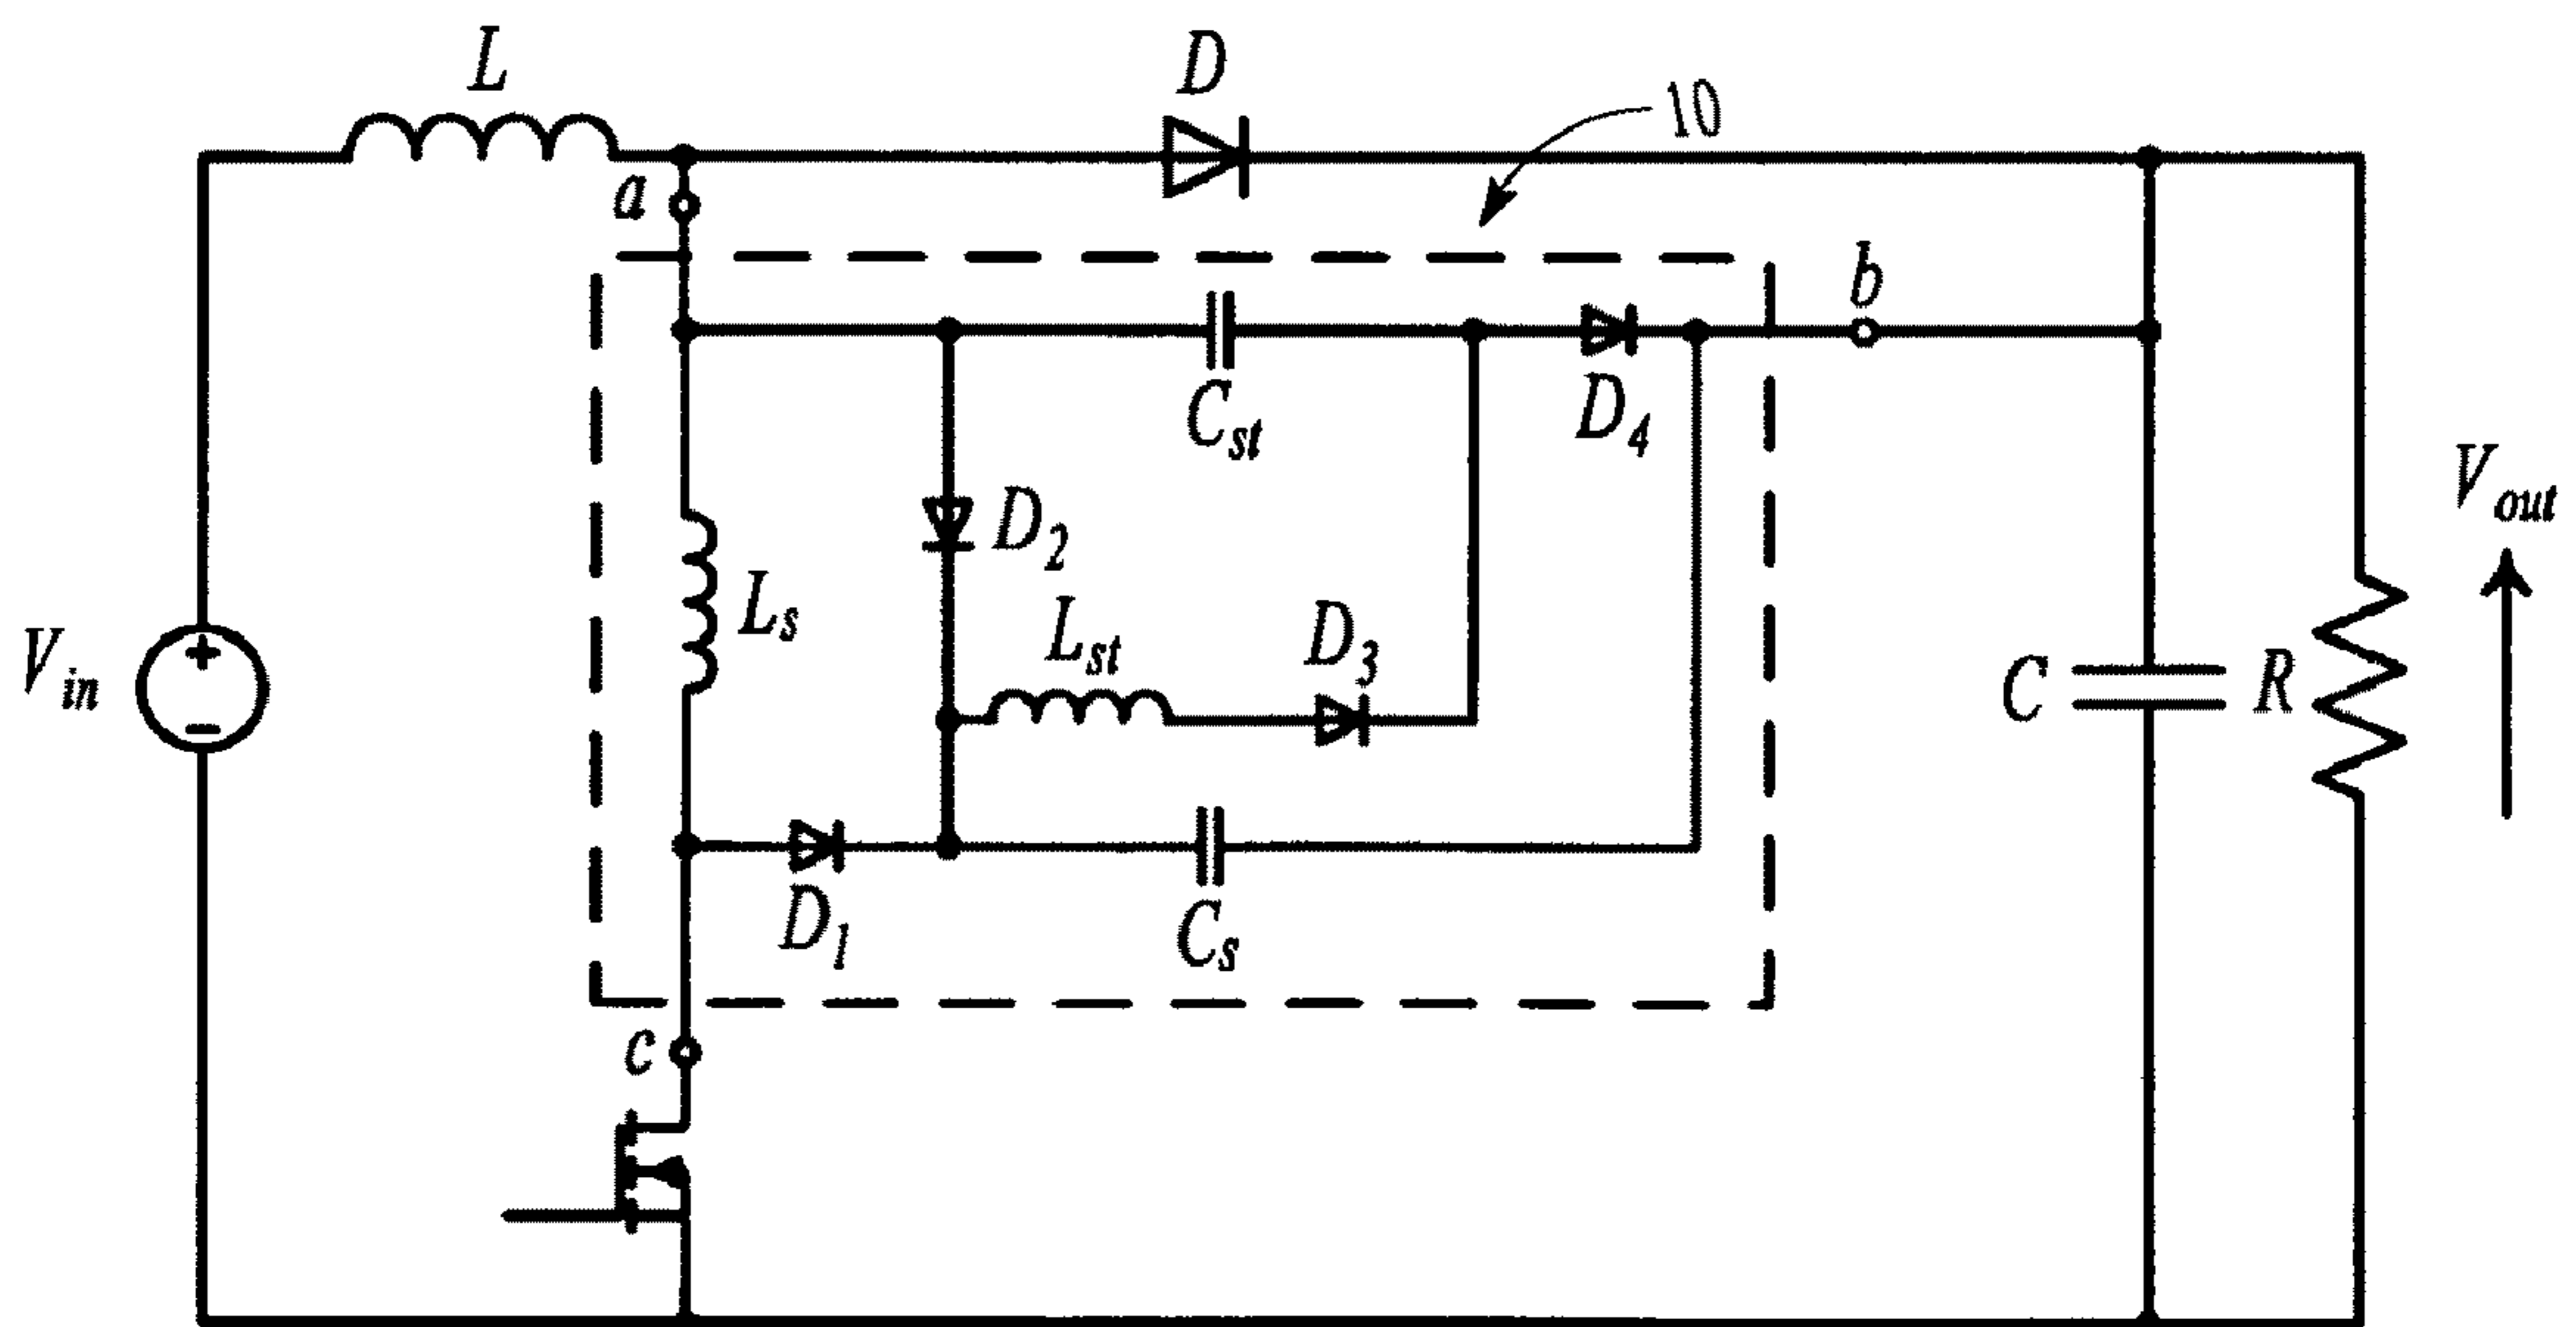 L
D
10
a
b
C_st
D_4
V_out
D_2
L_s
L_st
D_3
V_in
+
−
C
R
D_1
C_s
c